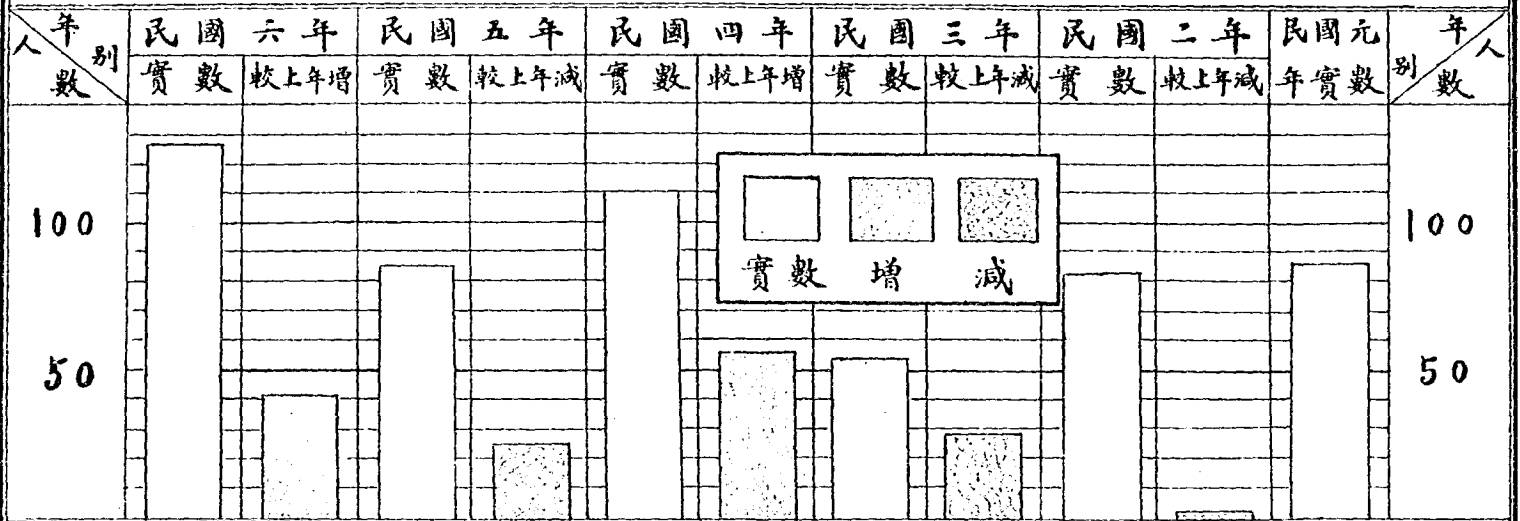 年別 人數 民國六年 民國五年 民國四年 民國三年 民國二年 民國元年實數 年別 人數
實數 較上年增 實數 較上年減 實數 較上年增 實數 較上年減 實數 較上年減
100 100
50 50
實數 增 減